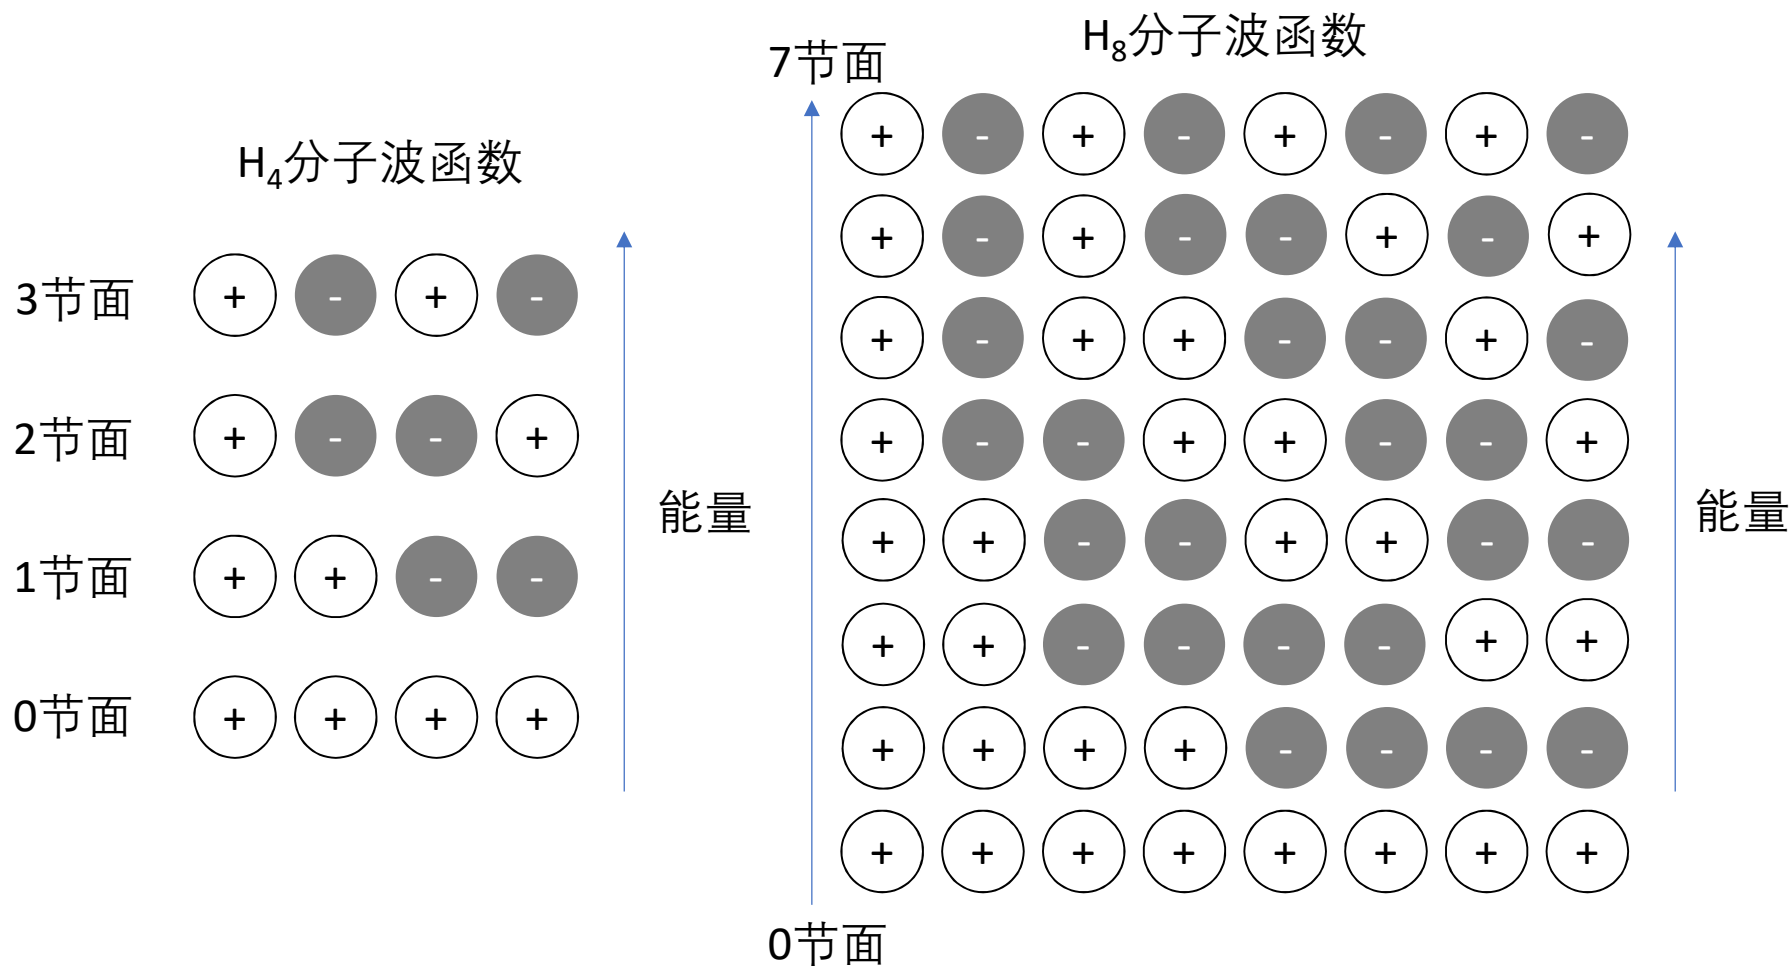 H₄分子波函数
3节面
+ - + -
2节面
+ - - +
1节面
+ + - -
0节面
+ + + +
能量
H₈分子波函数
7节面
+ - + - + - + -
+ - + - - + - +
+ - + + - - + -
+ - - + + - - +
+ + - - + + - -
+ + - - - - + +
+ + + + - - - -
+ + + + + + + +
0节面
能量